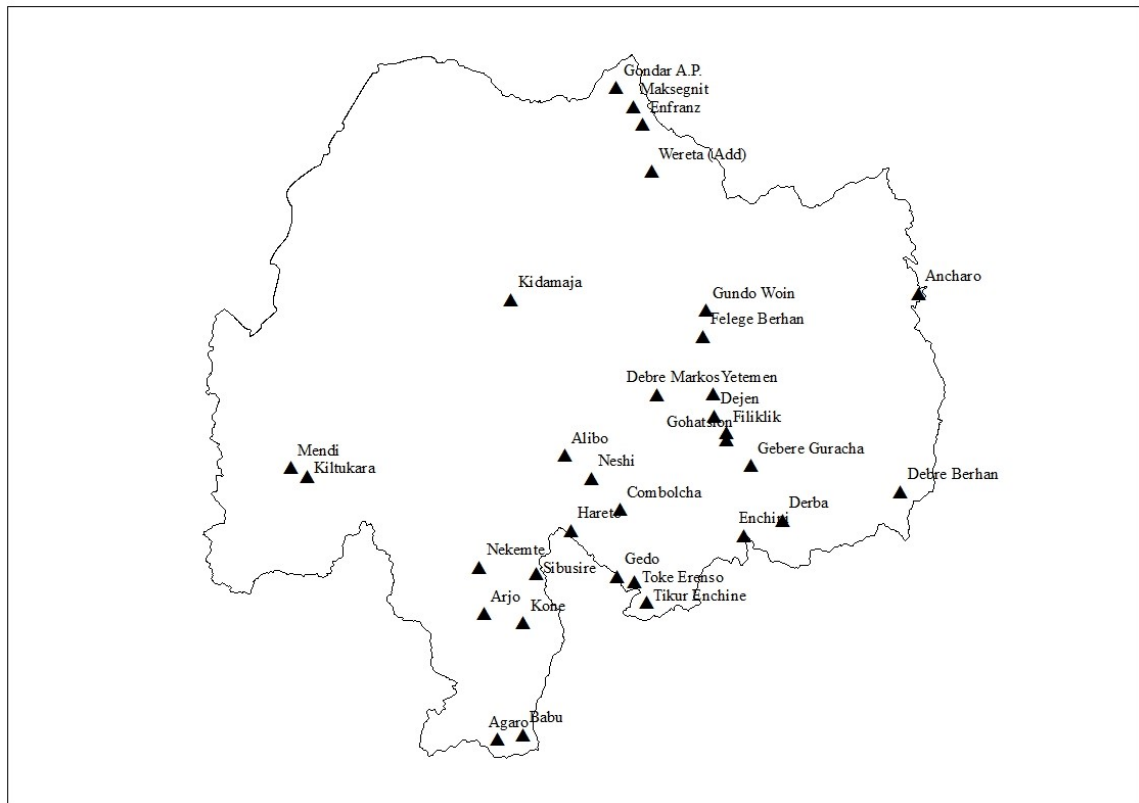 Gondar A.P.
Maksegnit
Enfranz
Wereta (Add)
Ancharo
Kidamaja
Gundo Woin
Felege Berhan
Debre Markos Yetemen
Dejen
Filiklik
Gohatsion
Gebere Guracha
Alibo
Mendi
Kiltukara
Neshi
Debre Berhan
Combolcha
Derba
Hareto
Enchini
Nekemte
Sibusire
Gedo
Toke Erenso
Tikur Enchine
Arjo
Kone
Agaro
Babu